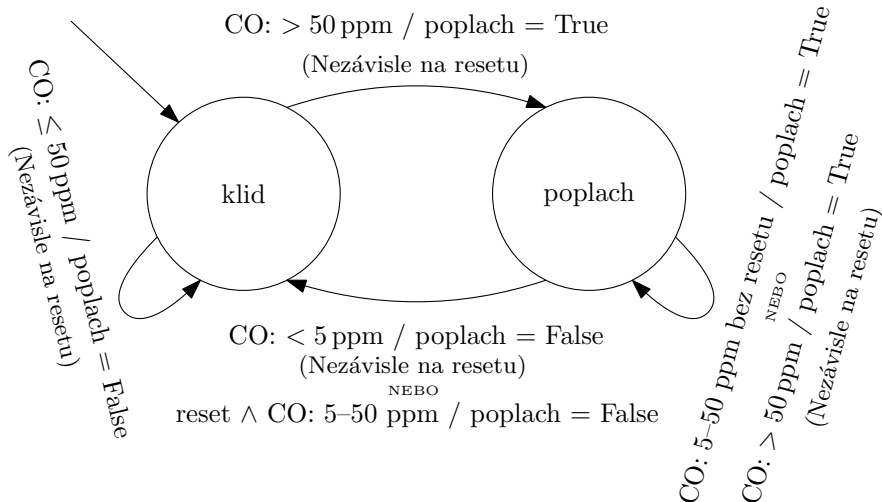 CO: > 50 ppm / poplach = True
(Nezávisle na resetu)
CO: ≤ 50 ppm / poplach = False
(Nezávisle na resetu)
klid
poplach
CO: < 5 ppm / poplach = False
(Nezávisle na resetu)
NEBO
reset ∧ CO: 5–50 ppm / poplach = False
CO: 5–50 ppm bez resetu / poplach = True
NEBO
CO: > 50 ppm / poplach = True
(Nezávisle na resetu)